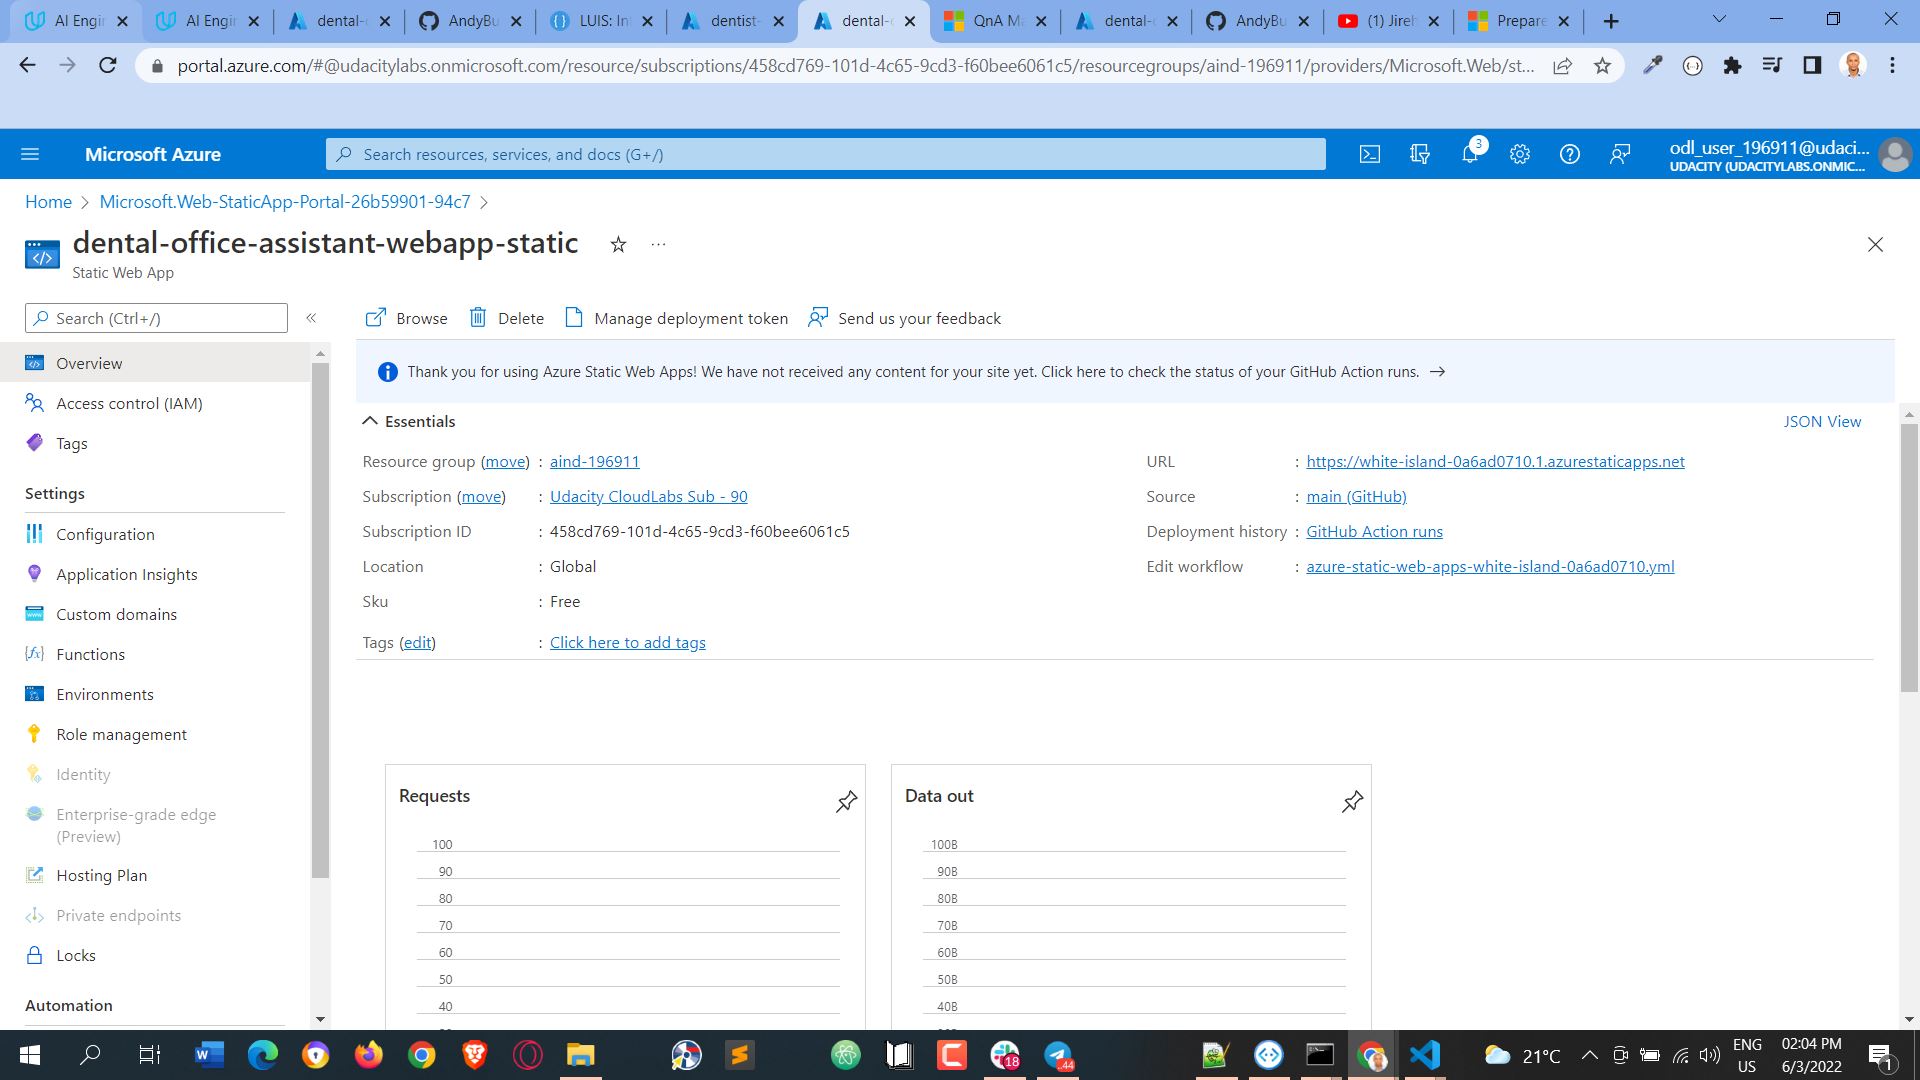 AI Engin
AI Engin
dental-o
AndyBu
LUIS: In
dentist-
dental-o
QnA Ma
dental-o
AndyBu
(1) Jireh
Prepare
portal.azure.com/#@udacitylabs.onmicrosoft.com/resource/subscriptions/458cd769-101d-4c65-9cd3-f60bee6061c5/resourcegroups/aind-196911/providers/Microsoft.Web/st...
Microsoft Azure
Search resources, services, and docs (G+/)
3
odl_user_196911@udaci...
UDACITY (UDACITYLABS.ONMIC...
Home > Microsoft.Web-StaticApp-Portal-26b59901-94c7 >
dental-office-assistant-webapp-static
Static Web App
Search (Ctrl+/)
Browse
Delete
Manage deployment token
Send us your feedback
Overview
Access control (IAM)
Tags
Settings
Configuration
Application Insights
Custom domains
Functions
Environments
Role management
Identity
Enterprise-grade edge
(Preview)
Hosting Plan
Private endpoints
Locks
Automation
Thank you for using Azure Static Web Apps! We have not received any content for your site yet. Click here to check the status of your GitHub Action runs. →
Essentials
JSON View
Resource group (move) : aind-196911
Subscription (move) : Udacity CloudLabs Sub - 90
Subscription ID : 458cd769-101d-4c65-9cd3-f60bee6061c5
Location : Global
Sku : Free
Tags (edit) : Click here to add tags
URL : https://white-island-0a6ad0710.1.azurestaticapps.net
Source : main (GitHub)
Deployment history : GitHub Action runs
Edit workflow : azure-static-web-apps-white-island-0a6ad0710.yml
Requests
100
90
80
70
60
50
40
Data out
100B
90B
80B
70B
60B
50B
40B
18
44
21°C
ENG
US
02:04 PM
6/3/2022
1